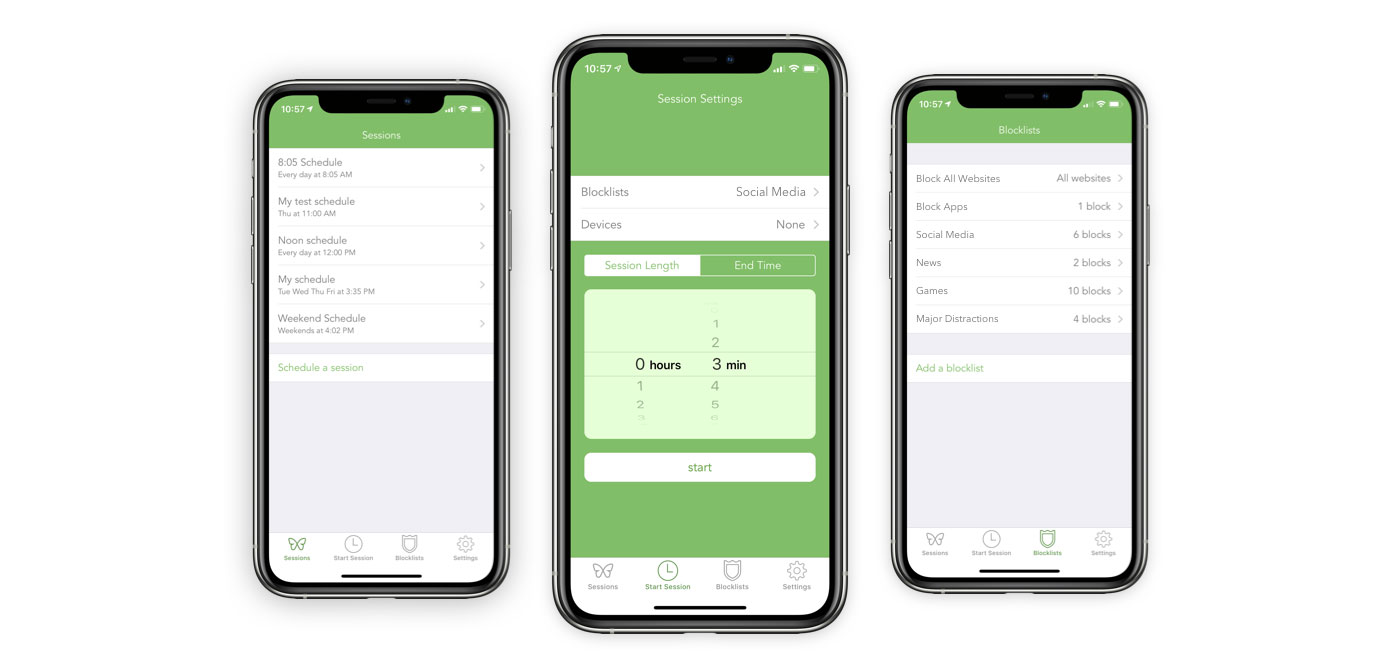 10:57
Sessions
8:05 Schedule
Every day at 8:05 AM
My test schedule
Thu at 11:00 AM
Noon schedule
Every day at 12:00 PM
My schedule
Tue Wed Thu Fri at 3:35 PM
Weekend Schedule
Weekends at 4:02 PM
Schedule a session
Sessions Start Session Blocklists Settings
10:57
Session Settings
Blocklists Social Media
Devices None
Session Length End Time
0
1
2
0 hours 3 min
1 4
2 5
3 6
start
Sessions Start Session Blocklists Settings
10:57
Blocklists
Block All Websites All websites
Block Apps 1 block
Social Media 6 blocks
News 2 blocks
Games 10 blocks
Major Distractions 4 blocks
Add a blocklist
Sessions Start Session Blocklists Settings